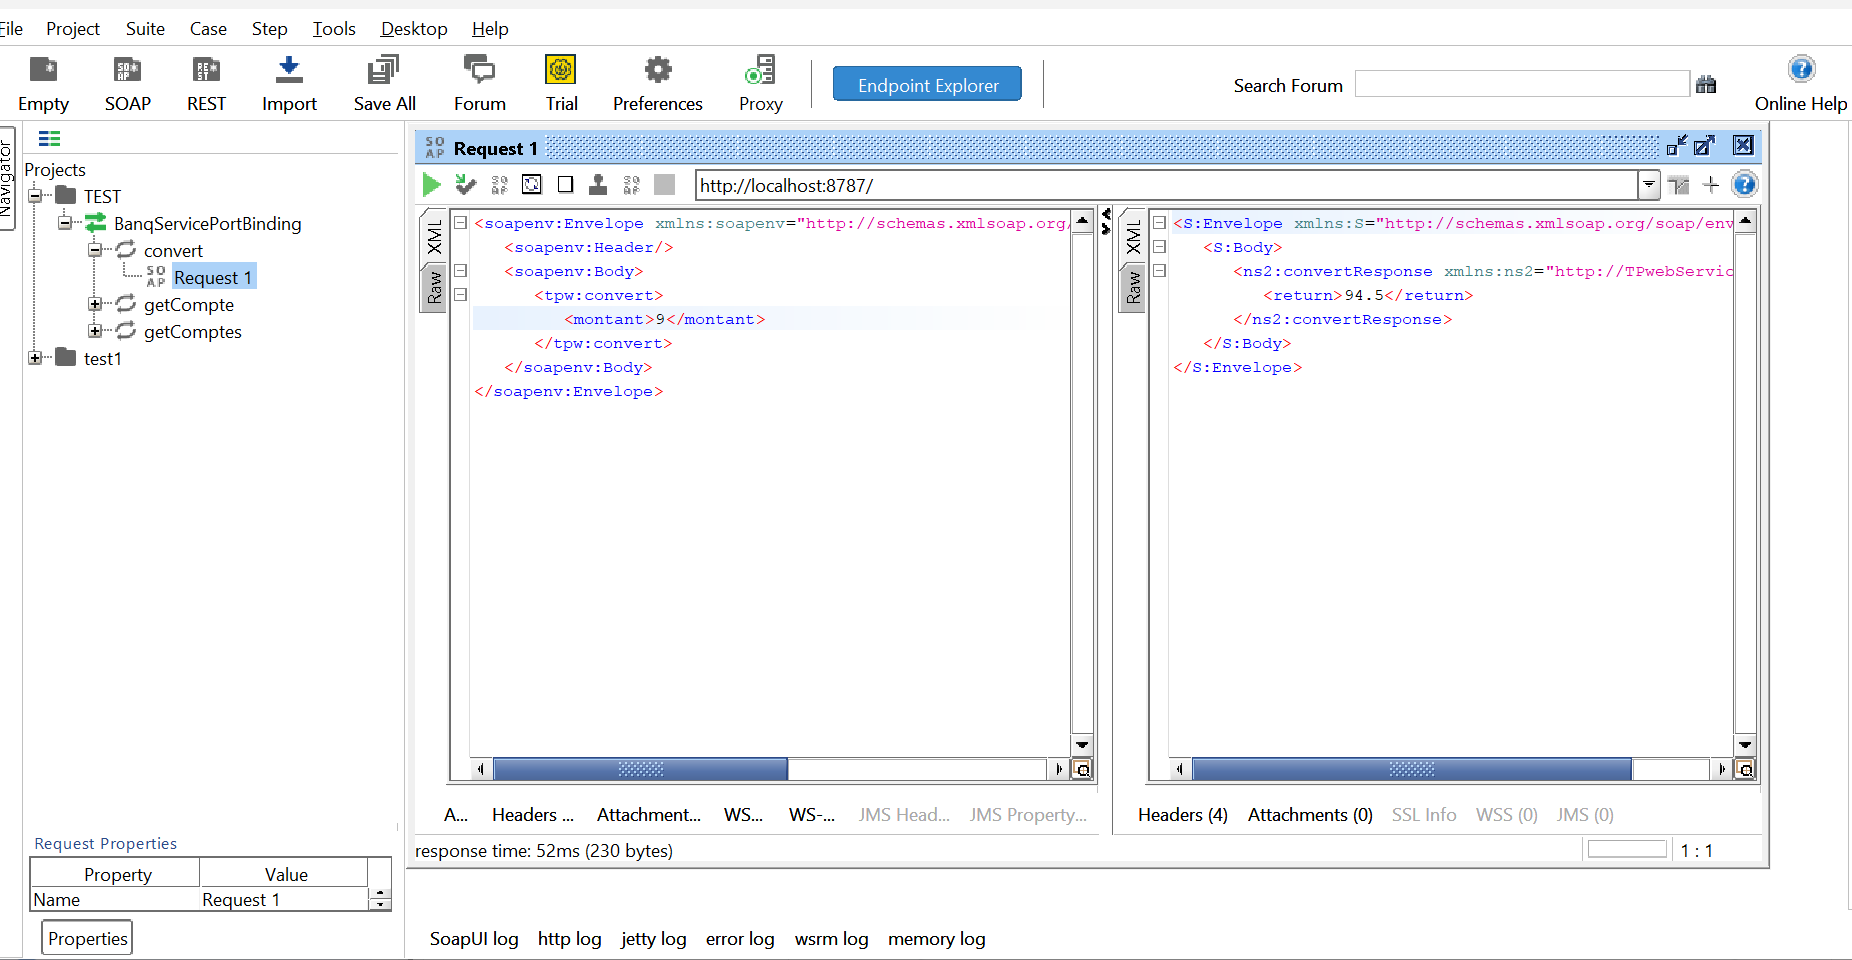 File Project Suite Case Step Tools Desktop Help
Empty SOAP REST Import Save All Forum Trial Preferences Proxy
Endpoint Explorer
Search Forum
Online Help
Navigator
Projects
TEST
BanqServicePortBinding
convert
SO AP Request 1
getCompte
getComptes
test1
SO AP Request 1
http://localhost:8787/
XML
Raw
<soapenv:Envelope xmlns:soapenv="http://schemas.xmlsoap.org/
<soapenv:Header/>
<soapenv:Body>
<tpw:convert>
<montant>9</montant>
</tpw:convert>
</soapenv:Body>
</soapenv:Envelope>
XML
Raw
<S:Envelope xmlns:S="http://schemas.xmlsoap.org/soap/env
<S:Body>
<ns2:convertResponse xmlns:ns2="http://TPwebServic
<return>94.5</return>
</ns2:convertResponse>
</S:Body>
</S:Envelope>
A... Headers ... Attachment... WS... WS-... JMS Head... JMS Property...
Headers (4) Attachments (0) SSL Info WSS (0) JMS (0)
response time: 52ms (230 bytes)
1 : 1
Request Properties
Property Value
Name Request 1
Properties
SoapUI log http log jetty log error log wsrm log memory log